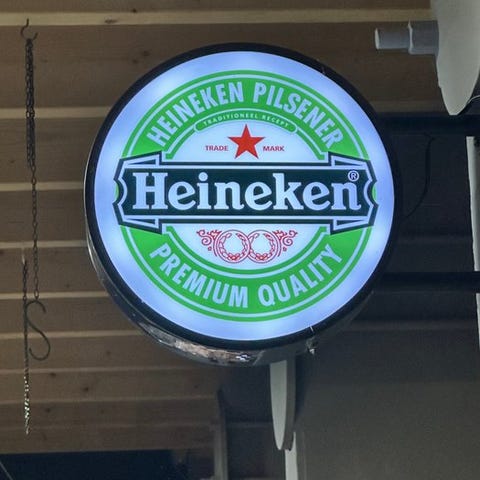 HEINEKEN PILSENER
TRADITIONEEL RECEPT
TRADE MARK
Heineken®
PREMIUM QUALITY